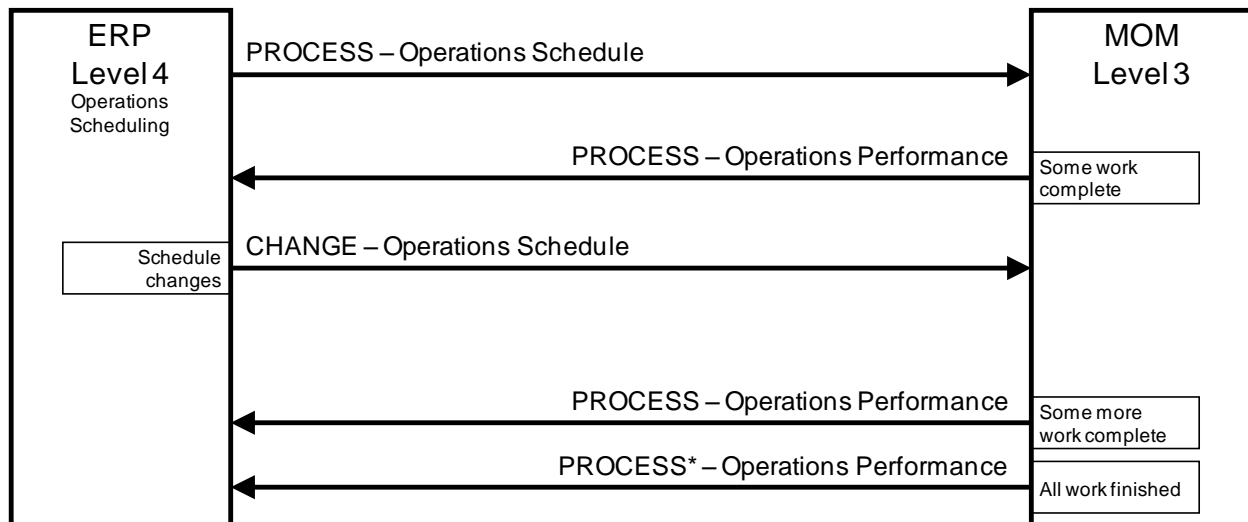 ERP
Level 4
Operations
Scheduling
PROCESS – Operations Schedule
MOM
Level 3
PROCESS – Operations Performance
Some work
complete
Schedule
changes
CHANGE – Operations Schedule
PROCESS – Operations Performance
Some more
work complete
PROCESS* – Operations Performance
All work finished